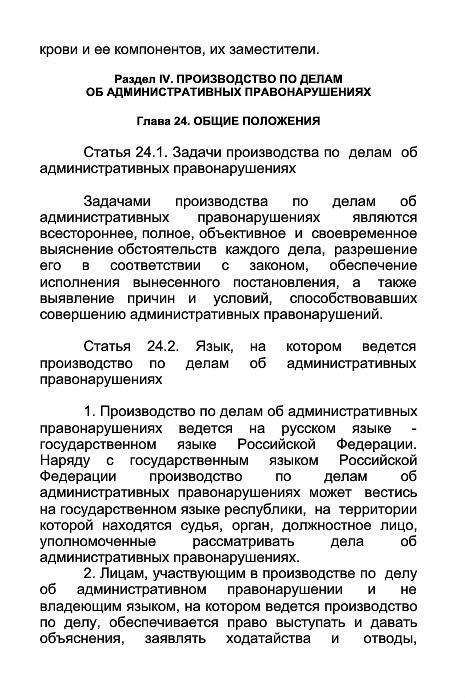 крови и ее компонентов, их заместители.
Раздел IV. ПРОИЗВОДСТВО ПО ДЕЛАМ
ОБ АДМИНИСТРАТИВНЫХ ПРАВОНАРУШЕНИЯХ
Глава 24. ОБЩИЕ ПОЛОЖЕНИЯ
Статья 24.1. Задачи производства по делам об
административных правонарушениях
Задачами производства по делам об
административных правонарушениях являются
всестороннее, полное, объективное и своевременное
выяснение обстоятельств каждого дела, разрешение
его в соответствии с законом, обеспечение
исполнения вынесенного постановления, а также
выявление причин и условий, способствовавших
совершению административных правонарушений.
Статья 24.2. Язык, на котором ведется
производство по делам об административных
правонарушениях
1. Производство по делам об административных
правонарушениях ведется на русском языке -
государственном языке Российской Федерации.
Наряду с государственным языком Российской
Федерации производство по делам об
административных правонарушениях может вестись
на государственном языке республики, на территории
которой находятся судья, орган, должностное лицо,
уполномоченные рассматривать дела об
административных правонарушениях.
2. Лицам, участвующим в производстве по делу
об административном правонарушении и не
владеющим языком, на котором ведется производство
по делу, обеспечивается право выступать и давать
объяснения, заявлять ходатайства и отводы,